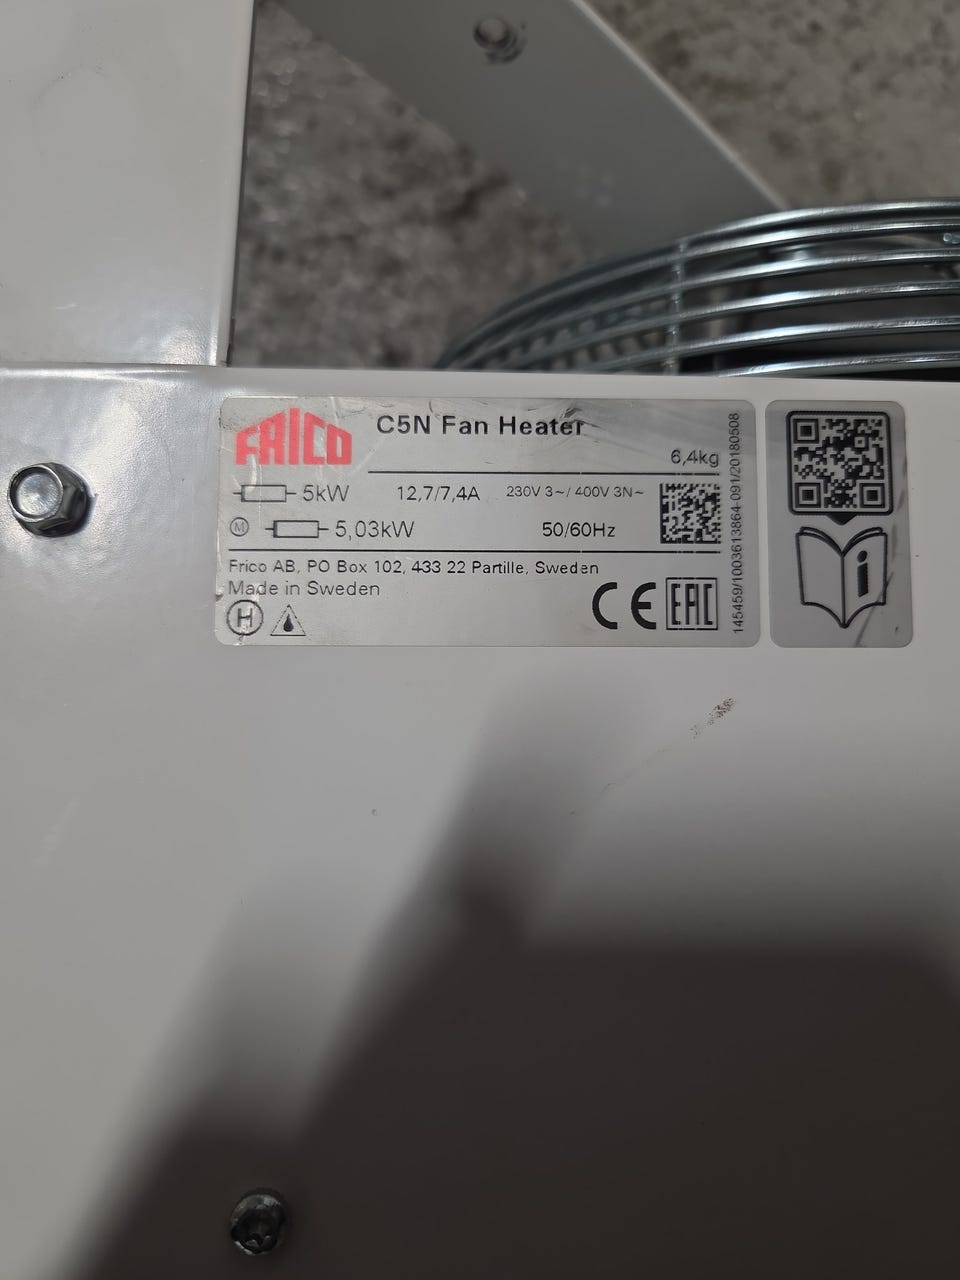 FRICO
C5N Fan Heater
6,4kg
5kW 12,7/7,4A 230V 3~/ 400V 3N~
M 5,03kW 50/60Hz
Frico AB, PO Box 102, 433 22 Partille, Sweden
Made in Sweden
H
CE EAC
145459/1003613864-091/20180508
i